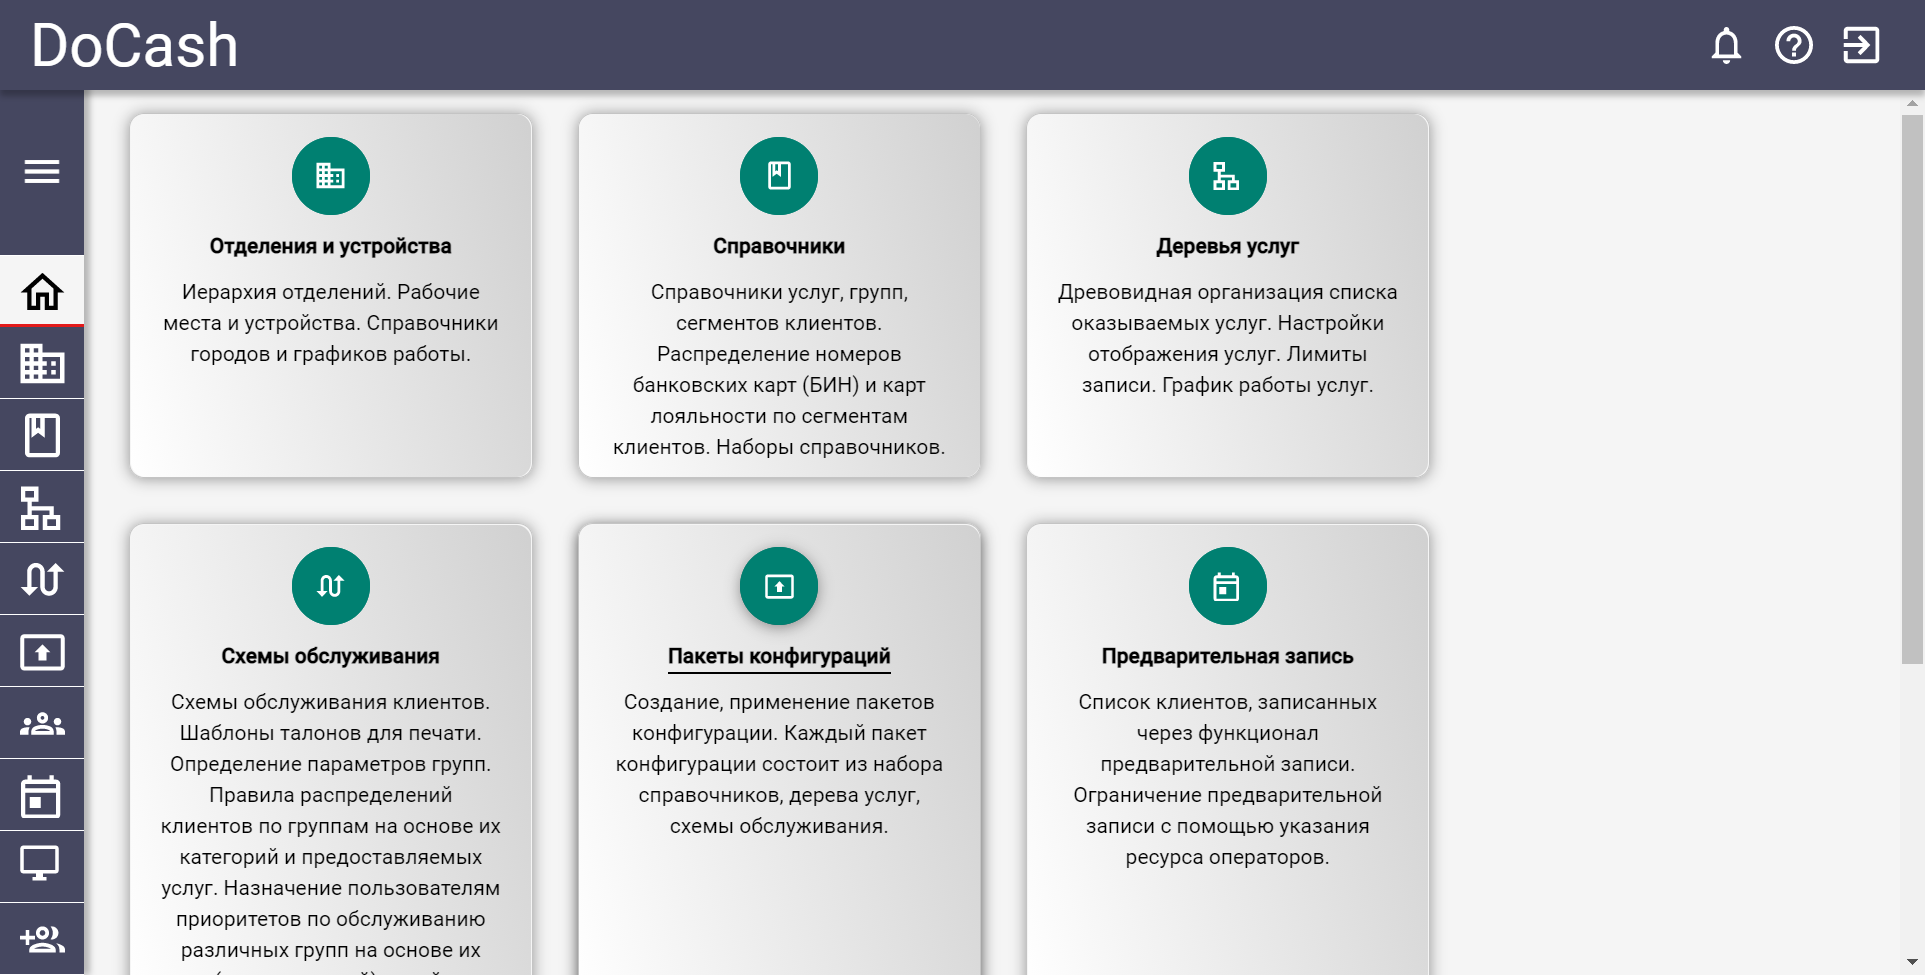 DoCash
Отделения и устройства
Иерархия отделений. Рабочие
места и устройства. Справочники
городов и графиков работы.
Справочники
Справочники услуг, групп,
сегментов клиентов.
Распределение номеров
банковских карт (БИН) и карт
лояльности по сегментам
клиентов. Наборы справочников.
Деревья услуг
Древовидная организация списка
оказываемых услуг. Настройки
отображения услуг. Лимиты
записи. График работы услуг.
Схемы обслуживания
Схемы обслуживания клиентов.
Шаблоны талонов для печати.
Определение параметров групп.
Правила распределений
клиентов по группам на основе их
категорий и предоставляемых
услуг. Назначение пользователям
приоритетов по обслуживанию
различных групп на основе их
Пакеты конфигураций
Создание, применение пакетов
конфигурации. Каждый пакет
конфигурации состоит из набора
справочников, дерева услуг,
схемы обслуживания.
Предварительная запись
Список клиентов, записанных
через функционал
предварительной записи.
Ограничение предварительной
записи с помощью указания
ресурса операторов.